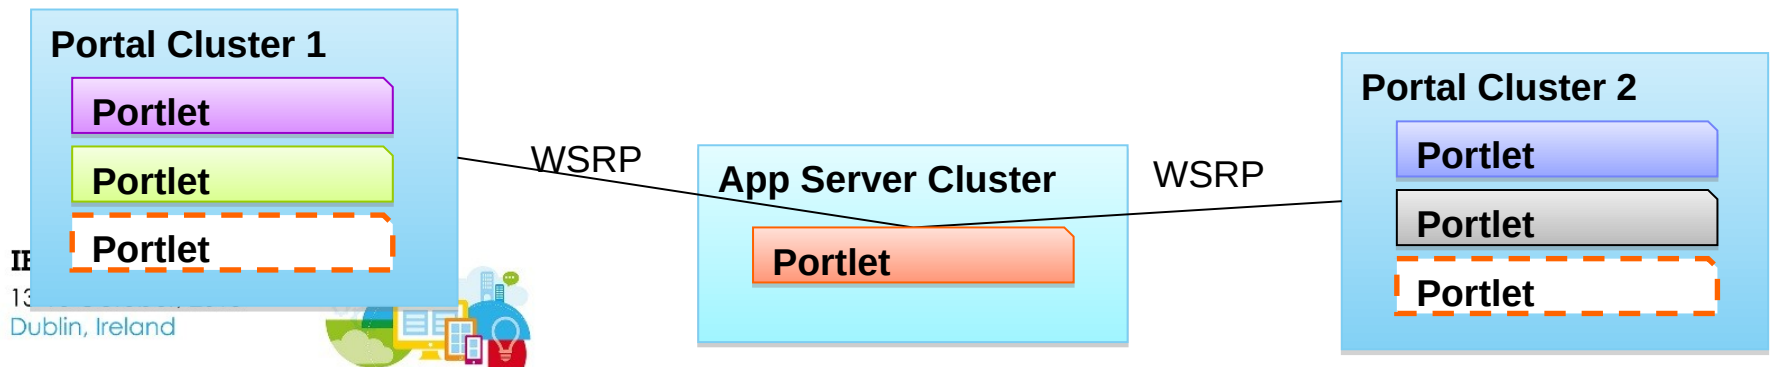 Portal Cluster 1
Portlet
Portlet
Portlet
WSRP
App Server Cluster
Portlet
WSRP
Portal Cluster 2
Portlet
Portlet
Portlet
Dublin, Ireland